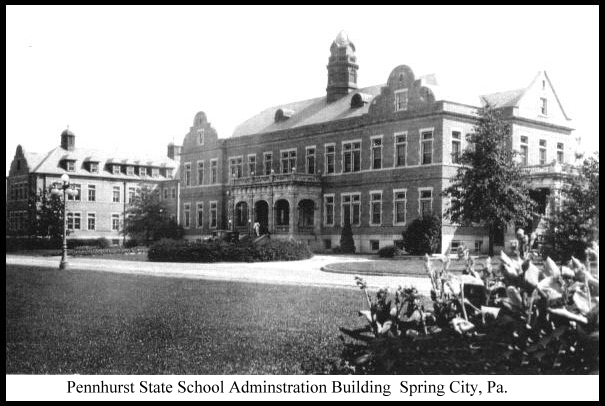 Pennhurst State School Adminstration Building Spring City, Pa.